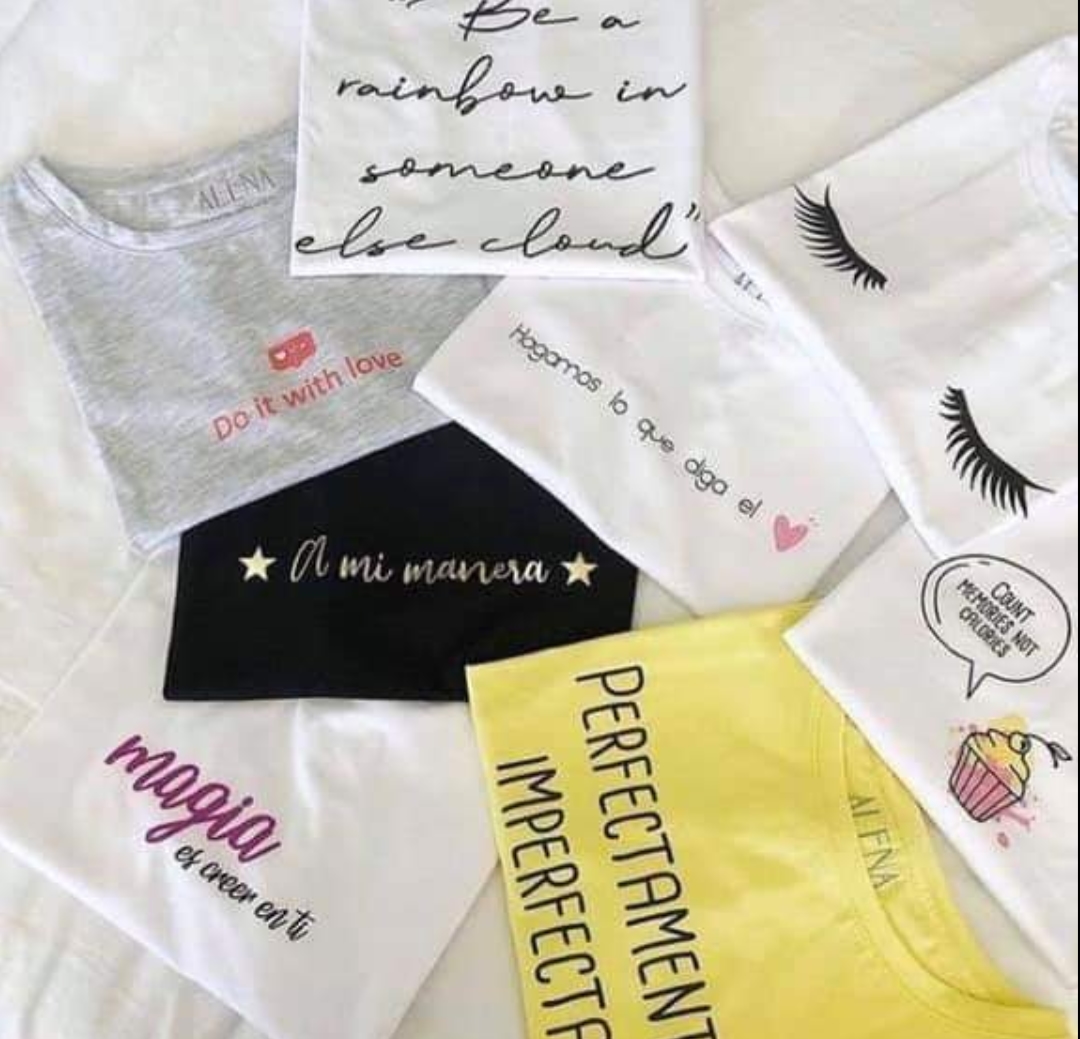 "Be a
rainbow in
someone
else cloud"
ALENA
Do it with love
Hagamos lo que diga el
A mi manera
COUNT
MEMORIES NOT
CALORIES
magia
es creer en ti
PERFECTAMENT
IMPERFECTA
ALENA